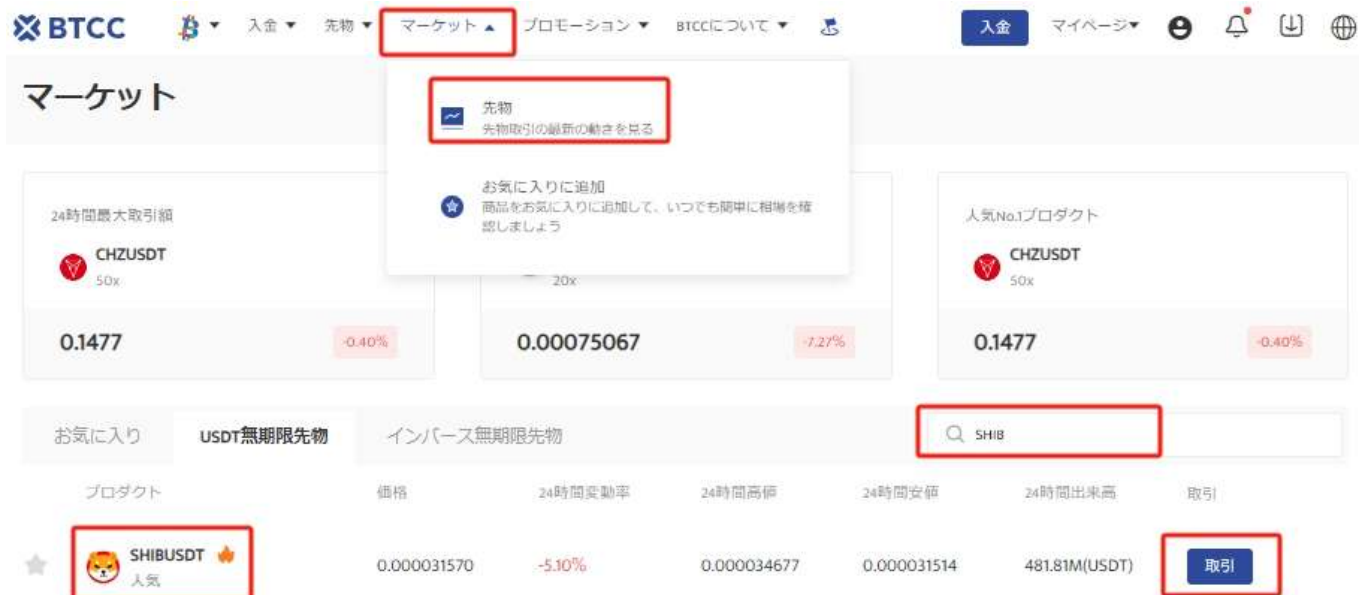 BTCC 入金 ▼ 先物 ▼ マーケット ▲ プロモーション ▼ BTCCについて ▼ 入金 マイページ▼
マーケット
先物
先物取引の最新の動きを見る
お気に入りに追加
商品をお気に入りに追加して、いつでも簡単に相場を確
認しましょう
24時間最大取引額
CHZUSDT
50x
0.1477 -0.40%
20x
0.00075067 -7.27%
人気No.1プロダクト
CHZUSDT
50x
0.1477 -0.40%
お気に入り USDT無期限先物 インバース無期限先物 SHIB
プロダクト 価格 24時間変動率 24時間高値 24時間安値 24時間出来高 取引
SHIBUSDT 0.000031570 -5.10% 0.000034677 0.000031514 481.81M(USDT) 取引
人気